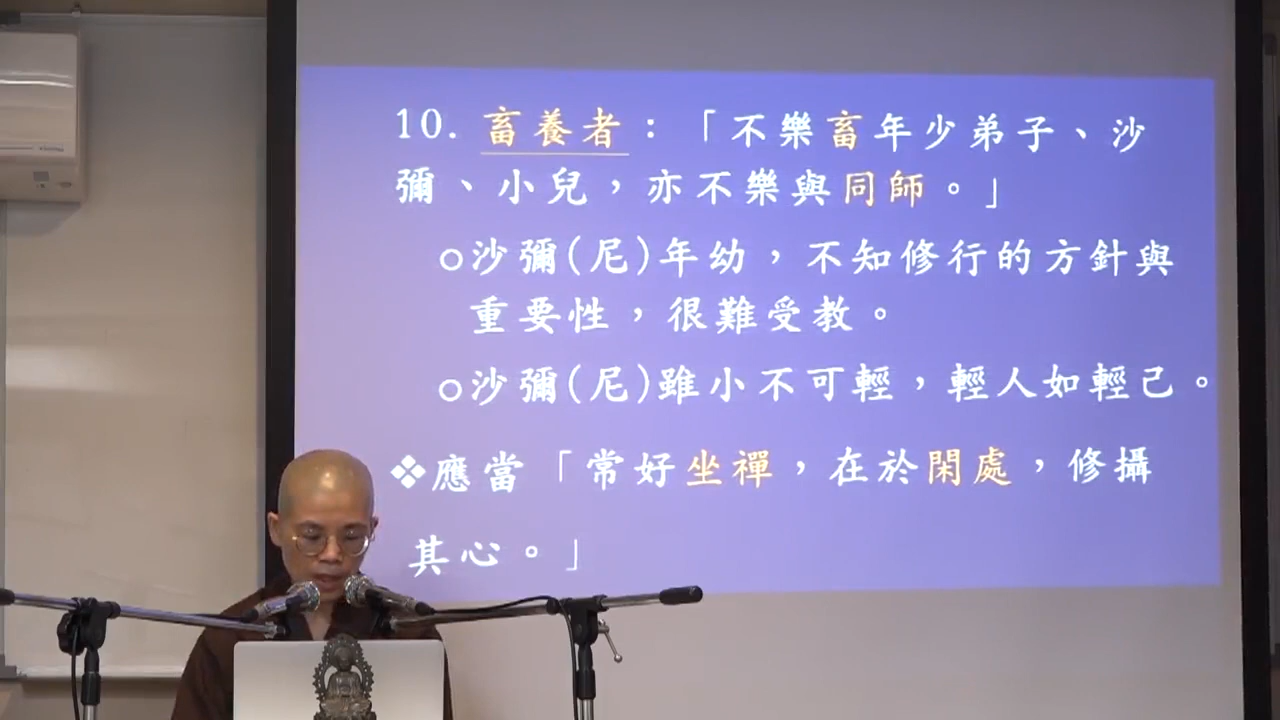 10. 畜養者：「不樂畜年少弟子、沙
彌、小兒，亦不樂與同師。」
o沙彌(尼)年幼，不知修行的方針與
重要性，很難受教。
o沙彌(尼)雖小不可輕，輕人如輕己。
❖應當「常好坐禪，在於閑處，修攝
其心。」